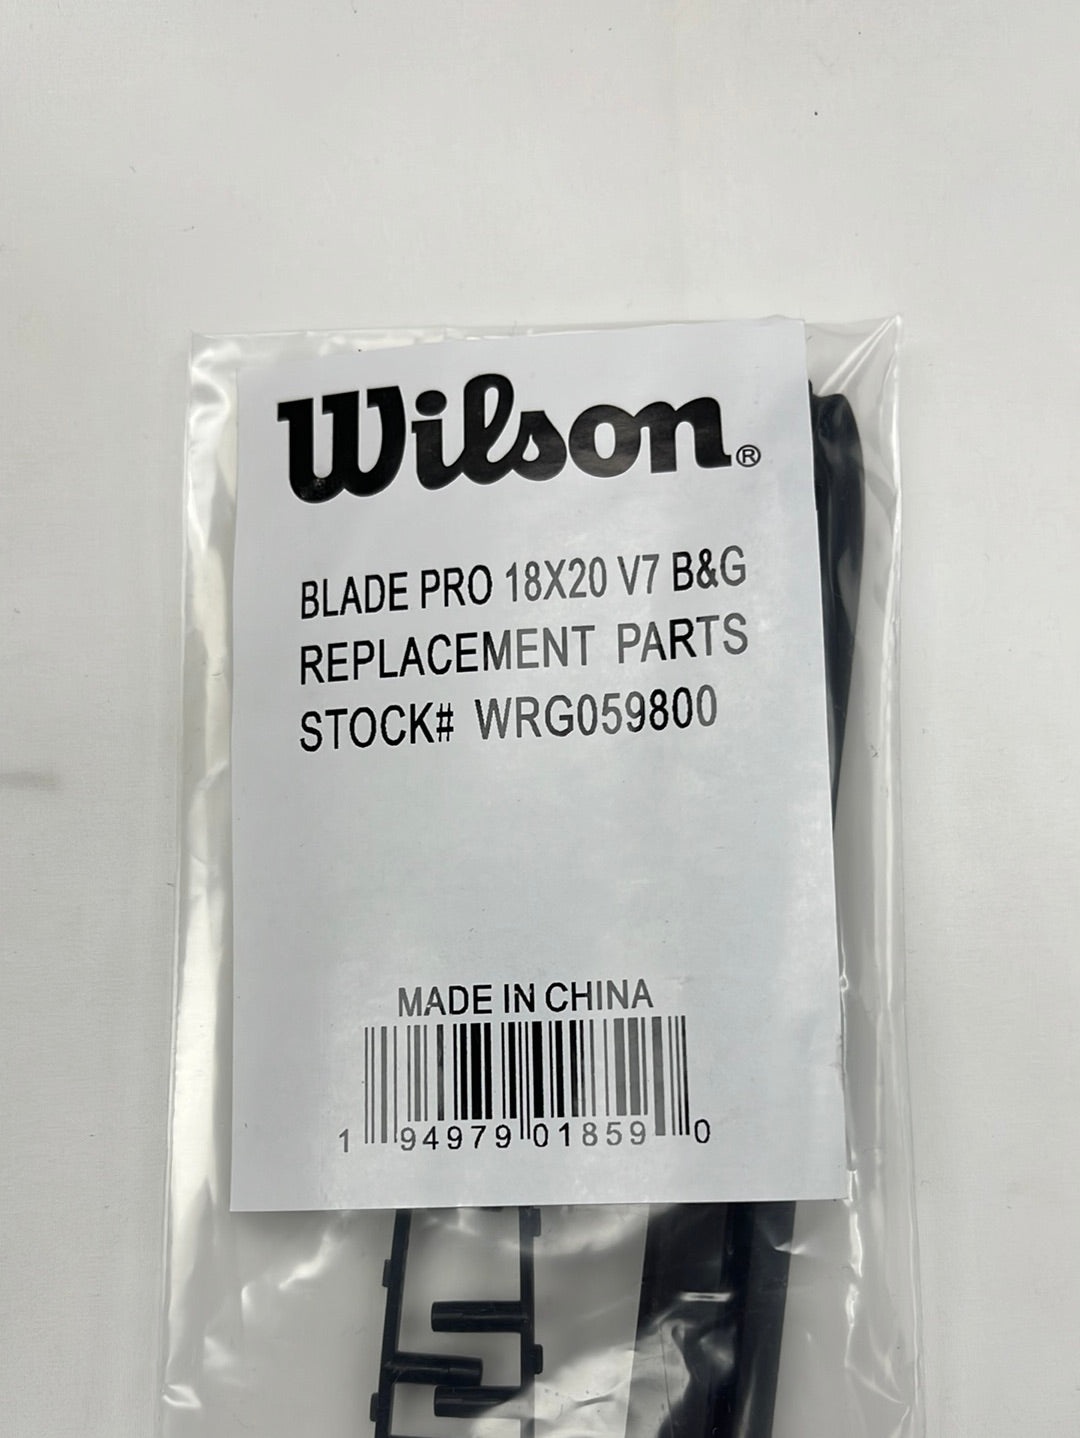 Wilson®
BLADE PRO 18X20 V7 B&G
REPLACEMENT PARTS
STOCK# WRG059800
MADE IN CHINA
1 94979 01859 0